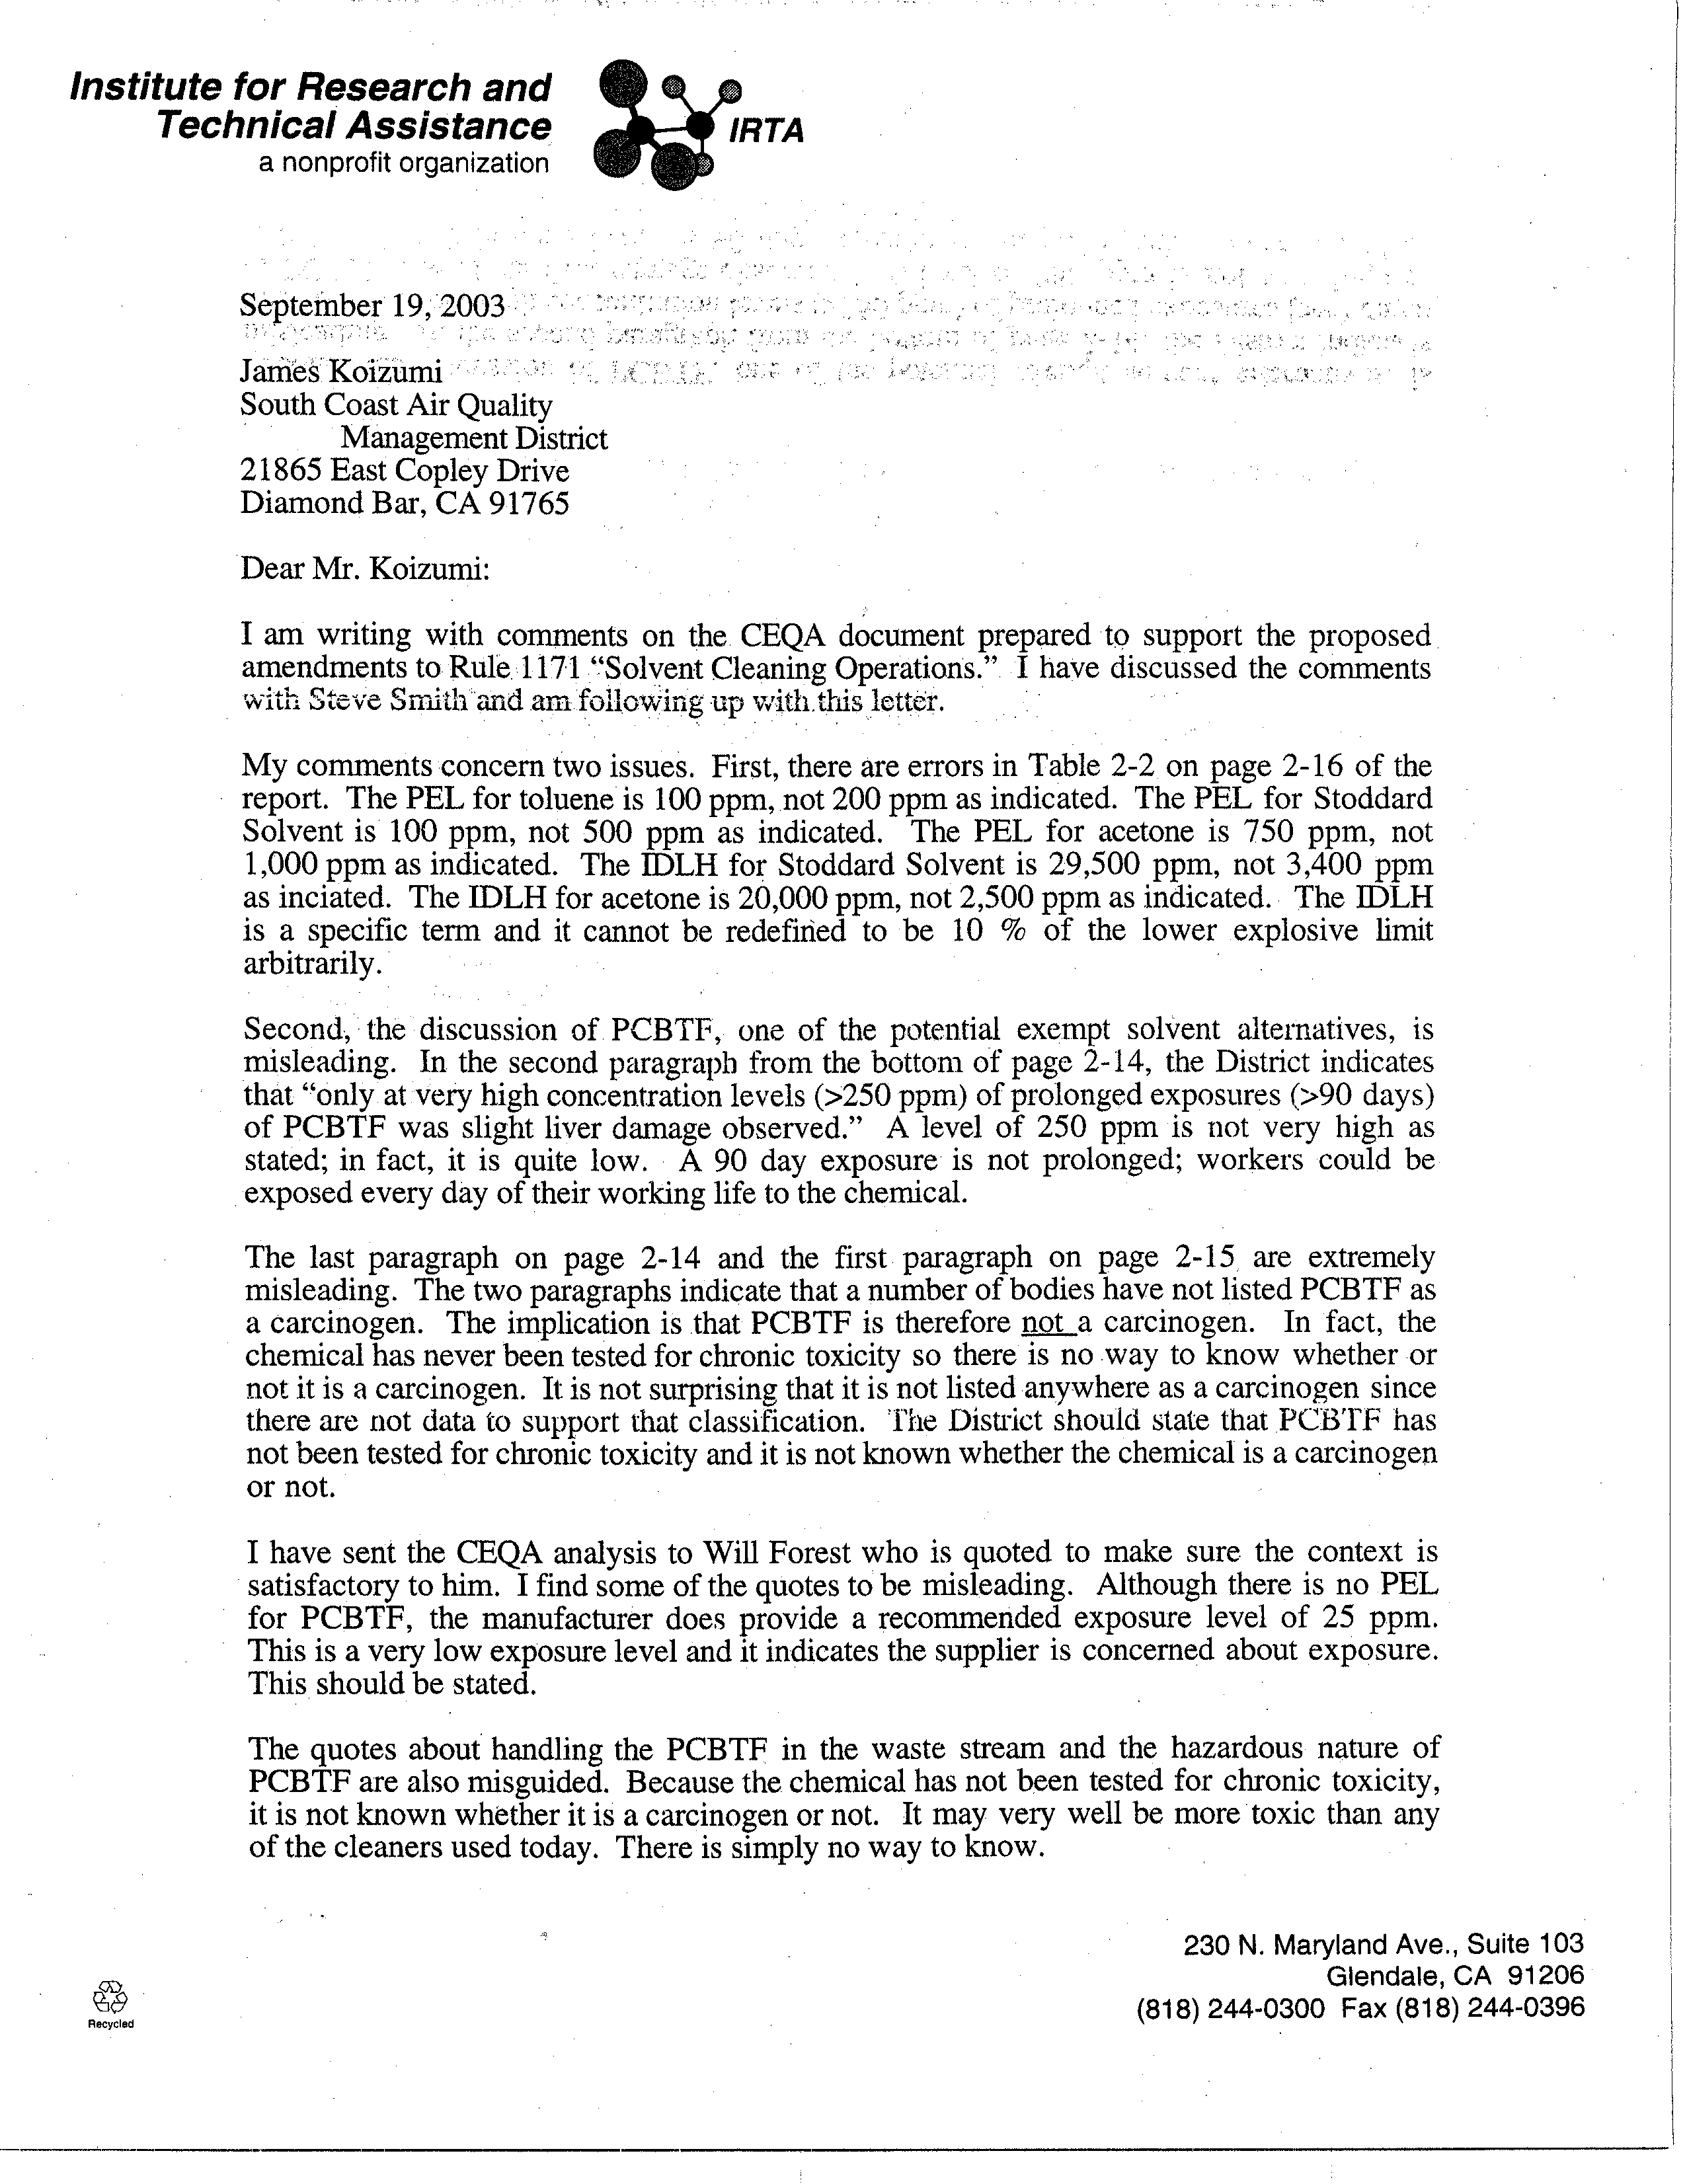 Institute for Research and
Technical Assistance
a nonprofit organization
IRTA
September 19, 2003
James Koizumi
South Coast Air Quality
Management District
21865 East Copley Drive
Diamond Bar, CA 91765
Dear Mr. Koizumi:
I am writing with comments on the CEQA document prepared to support the proposed
amendments to Rule 1171 “Solvent Cleaning Operations.” I have discussed the comments
with Steve Smith and am following up with this letter.
My comments concern two issues. First, there are errors in Table 2-2 on page 2-16 of the
report. The PEL for toluene is 100 ppm, not 200 ppm as indicated. The PEL for Stoddard
Solvent is 100 ppm, not 500 ppm as indicated. The PEL for acetone is 750 ppm, not
1,000 ppm as indicated. The IDLH for Stoddard Solvent is 29,500 ppm, not 3,400 ppm
as inciated. The IDLH for acetone is 20,000 ppm, not 2,500 ppm as indicated. The IDLH
is a specific term and it cannot be redefined to be 10 % of the lower explosive limit
arbitrarily.
Second, the discussion of PCBTF, one of the potential exempt solvent alternatives, is
misleading. In the second paragraph from the bottom of page 2-14, the District indicates
that “only at very high concentration levels (>250 ppm) of prolonged exposures (>90 days)
of PCBTF was slight liver damage observed.” A level of 250 ppm is not very high as
stated; in fact, it is quite low. A 90 day exposure is not prolonged; workers could be
exposed every day of their working life to the chemical.
The last paragraph on page 2-14 and the first paragraph on page 2-15 are extremely
misleading. The two paragraphs indicate that a number of bodies have not listed PCBTF as
a carcinogen. The implication is that PCBTF is therefore not a carcinogen. In fact, the
chemical has never been tested for chronic toxicity so there is no way to know whether or
not it is a carcinogen. It is not surprising that it is not listed anywhere as a carcinogen since
there are not data to support that classification. The District should state that PCBTF has
not been tested for chronic toxicity and it is not known whether the chemical is a carcinogen
or not.
I have sent the CEQA analysis to Will Forest who is quoted to make sure the context is
satisfactory to him. I find some of the quotes to be misleading. Although there is no PEL
for PCBTF, the manufacturer does provide a recommended exposure level of 25 ppm.
This is a very low exposure level and it indicates the supplier is concerned about exposure.
This should be stated.
The quotes about handling the PCBTF in the waste stream and the hazardous nature of
PCBTF are also misguided. Because the chemical has not been tested for chronic toxicity,
it is not known whether it is a carcinogen or not. It may very well be more toxic than any
of the cleaners used today. There is simply no way to know.
230 N. Maryland Ave., Suite 103
Glendale, CA 91206
(818) 244-0300 Fax (818) 244-0396
Recycled